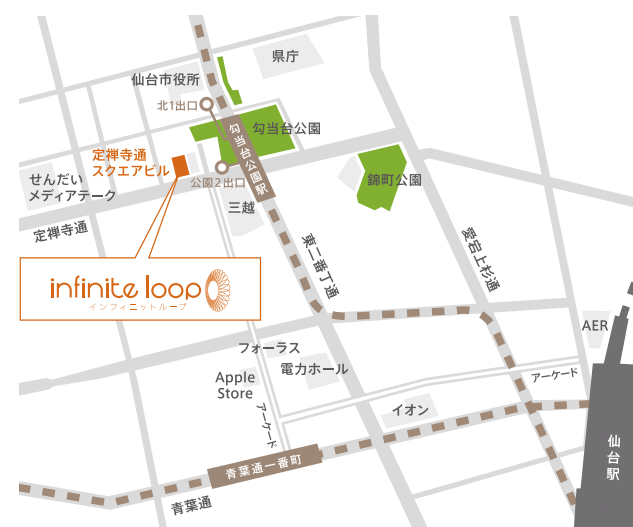 県庁
仙台市役所
北1出口
勾当台公園
勾当台公園駅
定禅寺通
スクエアビル
公園2出口
せんだい
メディアテーク
錦町公園
三越
定禅寺通
東二番丁通
愛宕上杉通
infinite loop
インフィニットループ
AER
フォーラス
電力ホール
Apple
Store
アーケード
アーケード
イオン
仙台駅
青葉通一番町
青葉通